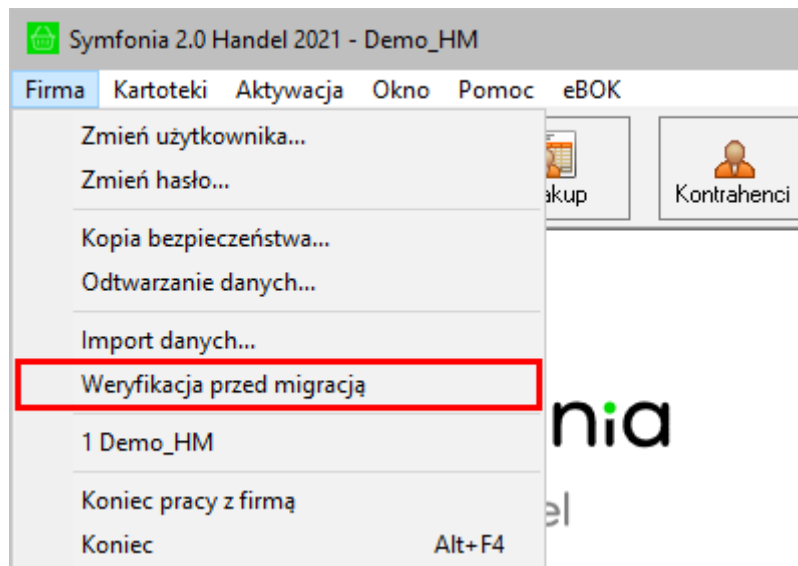 Symfonia 2.0 Handel 2021 - Demo_HM
Firma Kartoteki Aktywacja Okno Pomoc eBOK
Zmień użytkownika...
Zmień hasło...
akup
Kontrahenci
Kopia bezpieczeństwa...
Odtwarzanie danych...
Import danych...
Weryfikacja przed migracją
nia
1 Demo_HM
Koniec pracy z firmą
el
Koniec Alt+F4